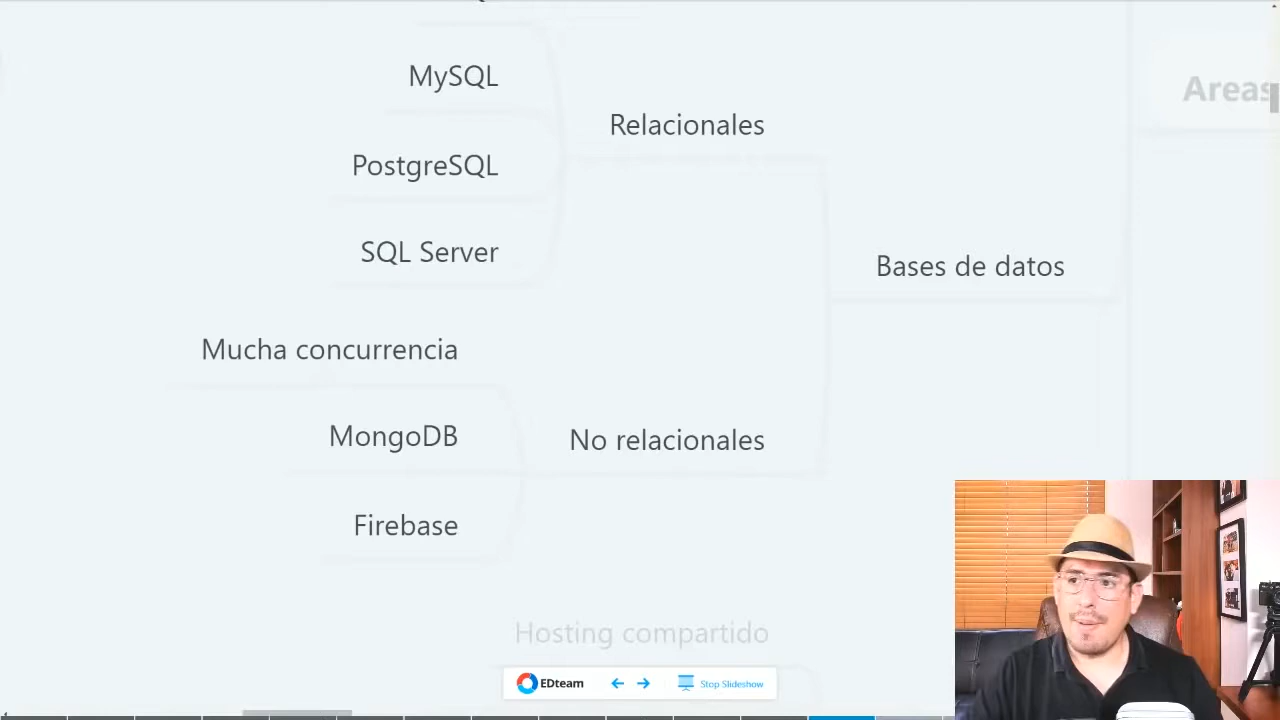 MySQL
Relacionales
PostgreSQL
SQL Server
Bases de datos
Mucha concurrencia
MongoDB
No relacionales
Firebase
Areas
Hosting compartido
EDteam
Stop Slideshow